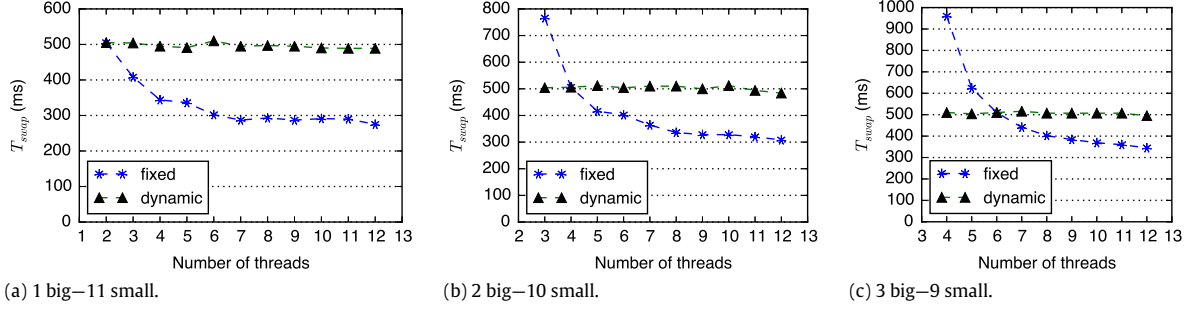 600
500
400
300
200
100
0
T_swap (ms)
fixed
dynamic
1 2 3 4 5 6 7 8 9 10 11 12 13
Number of threads
(a) 1 big—11 small.
800
700
600
500
400
300
200
100
0
T_swap (ms)
fixed
dynamic
2 3 4 5 6 7 8 9 10 11 12 13
Number of threads
(b) 2 big—10 small.
1000
900
800
700
600
500
400
300
200
100
0
T_swap (ms)
fixed
dynamic
3 4 5 6 7 8 9 10 11 12 13
Number of threads
(c) 3 big—9 small.